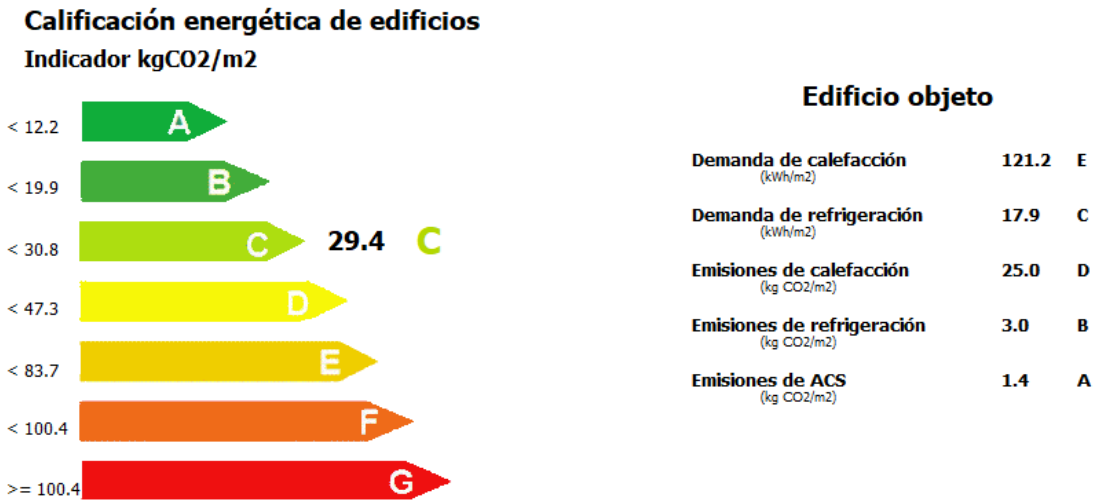 Calificación energética de edificios
Indicador kgCO2/m2
< 12.2 A
< 19.9 B
< 30.8 C 29.4 C
< 47.3 D
< 83.7 E
< 100.4 F
>= 100.4 G
Edificio objeto
Demanda de calefacción 121.2 E
(kWh/m2)
Demanda de refrigeración 17.9 C
(kWh/m2)
Emisiones de calefacción 25.0 D
(kg CO2/m2)
Emisiones de refrigeración 3.0 B
(kg CO2/m2)
Emisiones de ACS 1.4 A
(kg CO2/m2)